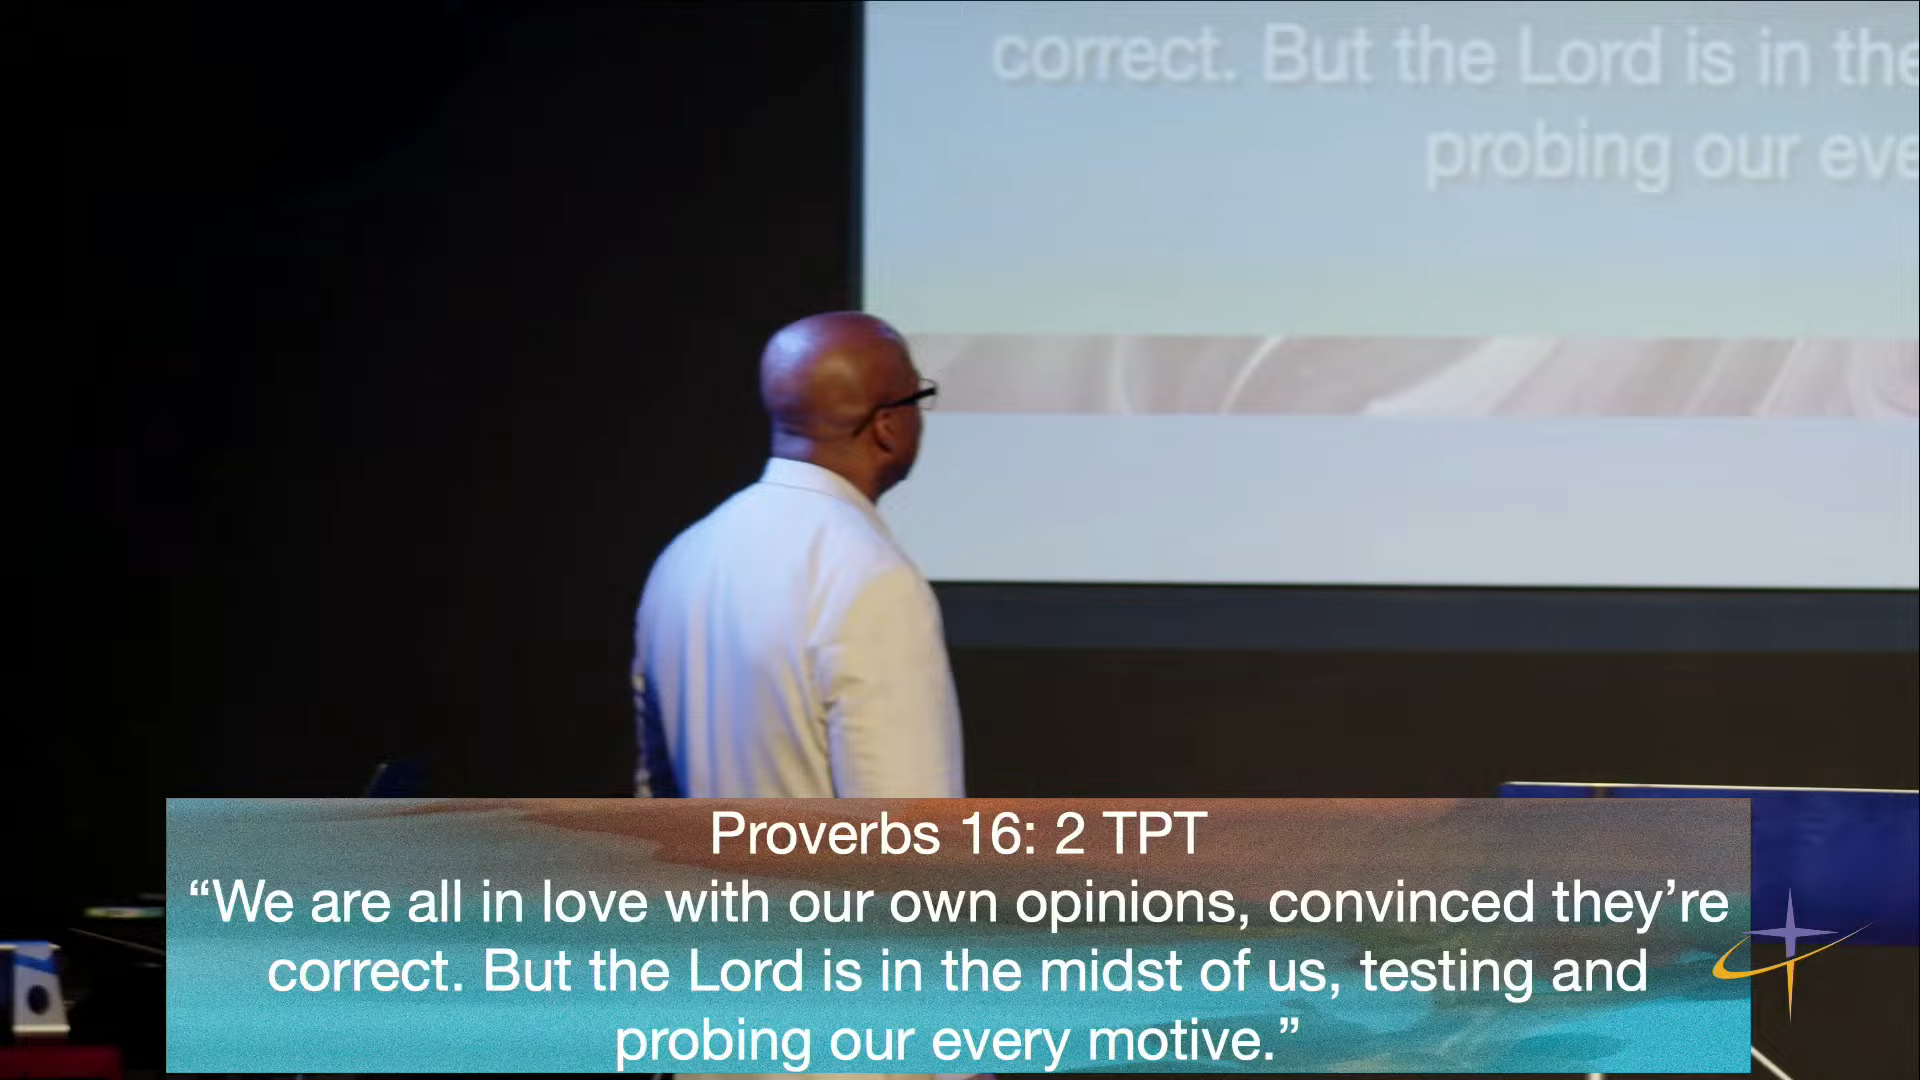 correct. But the Lord is in the
probing our eve
Proverbs 16: 2 TPT
“We are all in love with our own opinions, convinced they’re
correct. But the Lord is in the midst of us, testing and
probing our every motive.”